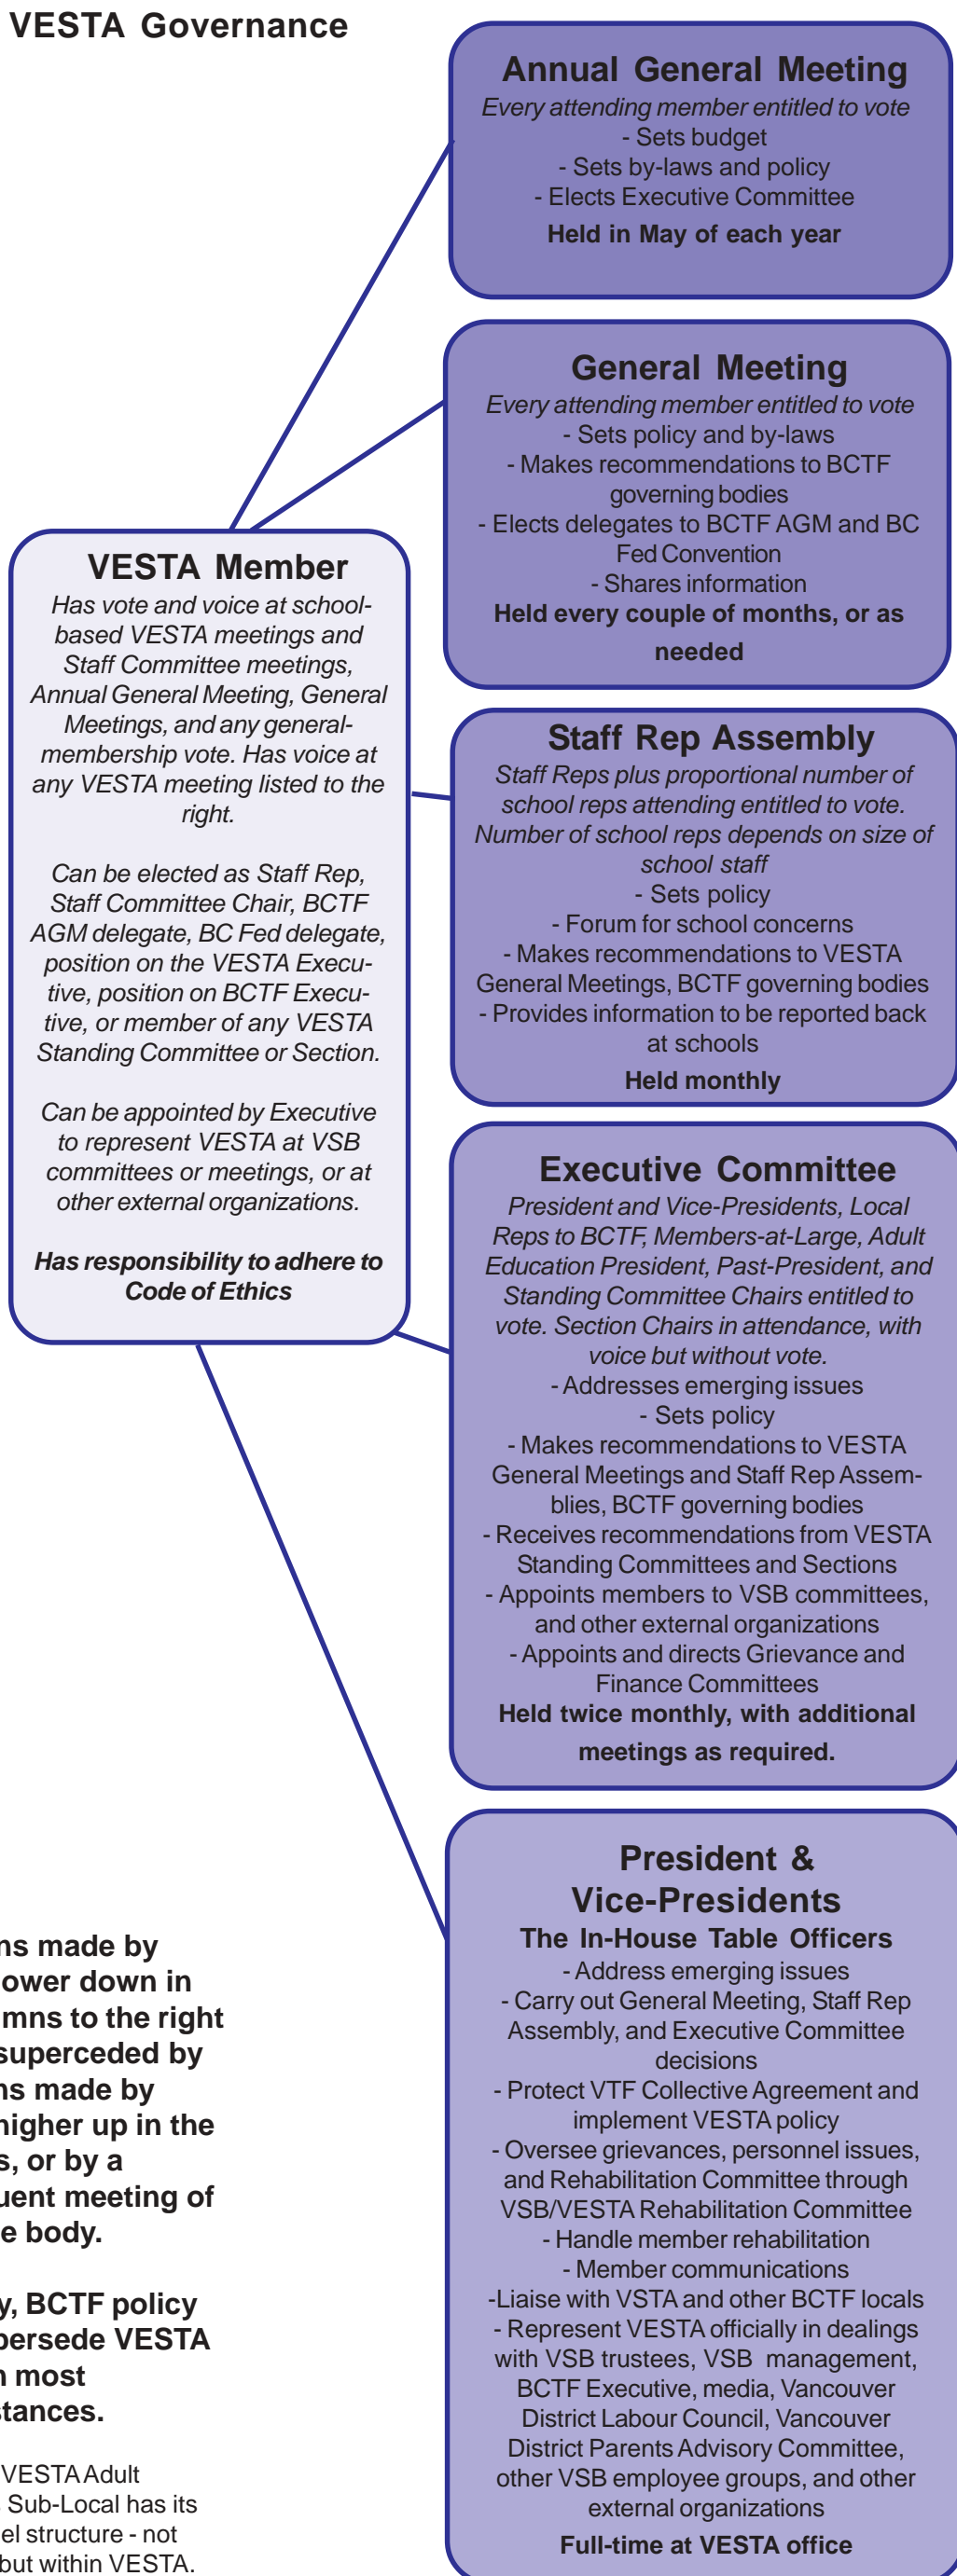 VESTA Governance
Annual General Meeting
Every attending member entitled to vote
- Sets budget
- Sets by-laws and policy
- Elects Executive Committee
Held in May of each year
General Meeting
Every attending member entitled to vote
- Sets policy and by-laws
- Makes recommendations to BCTF
governing bodies
- Elects delegates to BCTF AGM and BC
Fed Convention
- Shares information
Held every couple of months, or as
needed
VESTA Member
Has vote and voice at school-
based VESTA meetings and
Staff Committee meetings,
Annual General Meeting, General
Meetings, and any general-
membership vote. Has voice at
any VESTA meeting listed to the
right.
Can be elected as Staff Rep,
Staff Committee Chair, BCTF
AGM delegate, BC Fed delegate,
position on the VESTA Execu-
tive, position on BCTF Execu-
tive, or member of any VESTA
Standing Committee or Section.
Can be appointed by Executive
to represent VESTA at VSB
committees or meetings, or at
other external organizations.
Has responsibility to adhere to
Code of Ethics
Staff Rep Assembly
Staff Reps plus proportional number of
school reps attending entitled to vote.
Number of school reps depends on size of
school staff
- Sets policy
- Forum for school concerns
- Makes recommendations to VESTA
General Meetings, BCTF governing bodies
- Provides information to be reported back
at schools
Held monthly
Executive Committee
President and Vice-Presidents, Local
Reps to BCTF, Members-at-Large, Adult
Education President, Past-President, and
Standing Committee Chairs entitled to
vote. Section Chairs in attendance, with
voice but without vote.
- Addresses emerging issues
- Sets policy
- Makes recommendations to VESTA
General Meetings and Staff Rep Assem-
blies, BCTF governing bodies
- Receives recommendations from VESTA
Standing Committees and Sections
- Appoints members to VSB committees,
and other external organizations
- Appoints and directs Grievance and
Finance Committees
Held twice monthly, with additional
meetings as required.
President &
Vice-Presidents
The In-House Table Officers
- Address emerging issues
- Carry out General Meeting, Staff Rep
Assembly, and Executive Committee
decisions
- Protect VTF Collective Agreement and
implement VESTA policy
- Oversee grievances, personnel issues,
and Rehabilitation Committee through
VSB/VESTA Rehabilitation Committee
- Handle member rehabilitation
- Member communications
-Liaise with VSTA and other BCTF locals
- Represent VESTA officially in dealings
with VSB trustees, VSB management,
BCTF Executive, media, Vancouver
District Labour Council, Vancouver
District Parents Advisory Committee,
other VSB employee groups, and other
external organizations
Full-time at VESTA office
ns made by
ower down in
mns to the right
superceded by
ns made by
higher up in the
s, or by a
uent meeting of
e body.
y, BCTF policy
persede VESTA
n most
stances.
VESTA Adult
s Sub-Local has its
el structure - not
but within VESTA.